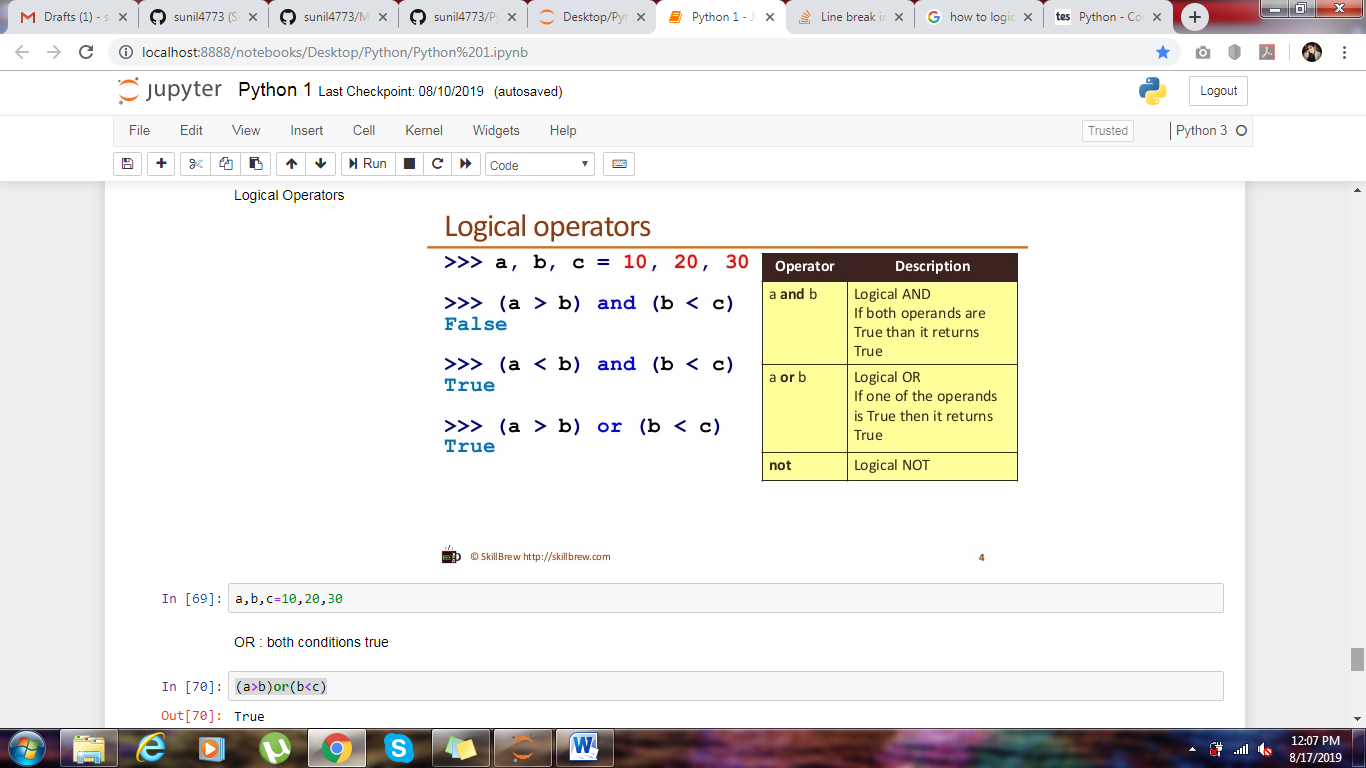 Drafts (1) - s
sunil4773 (S
sunil4773/M
sunil4773/Py
Desktop/Pyt
Python 1 - J
Line break in
how to logic
tes Python - Co
localhost:8888/notebooks/Desktop/Python/Python%201.ipynb
jupyter Python 1 Last Checkpoint: 08/10/2019 (autosaved)
Logout
File Edit View Insert Cell Kernel Widgets Help
Trusted
Python 3
Run
Code
Logical Operators
Logical operators
>>> a, b, c = 10, 20, 30
>>> (a > b) and (b < c)
False
>>> (a < b) and (b < c)
True
>>> (a > b) or (b < c)
True
Operator Description
a and b Logical AND
If both operands are
True than it returns
True
a or b Logical OR
If one of the operands
is True then it returns
True
not Logical NOT
© SkillBrew http://skillbrew.com
4
In [69]: a,b,c=10,20,30
OR : both conditions true
In [70]: (a>b)or(b<c)
Out[70]: True
12:07 PM
8/17/2019